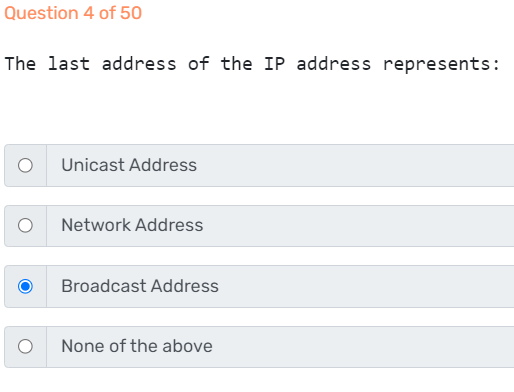 Question 4 of 50
The last address of the IP address represents:
Unicast Address
Network Address
Broadcast Address
None of the above